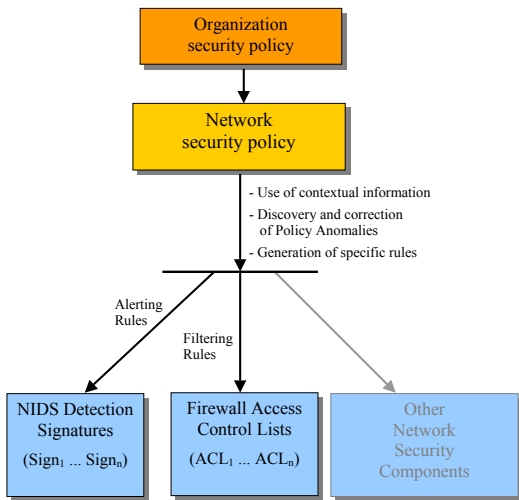 Organization
security policy
Network
security policy
- Use of contextual information
- Discovery and correction
of Policy Anomalies
- Generation of specific rules
Alerting
Rules
Filtering
Rules
NIDS Detection
Signatures
(Sign₁ ... Signₙ)
Firewall Access
Control Lists
(ACL₁ ... ACLₙ)
Other
Network
Security
Components